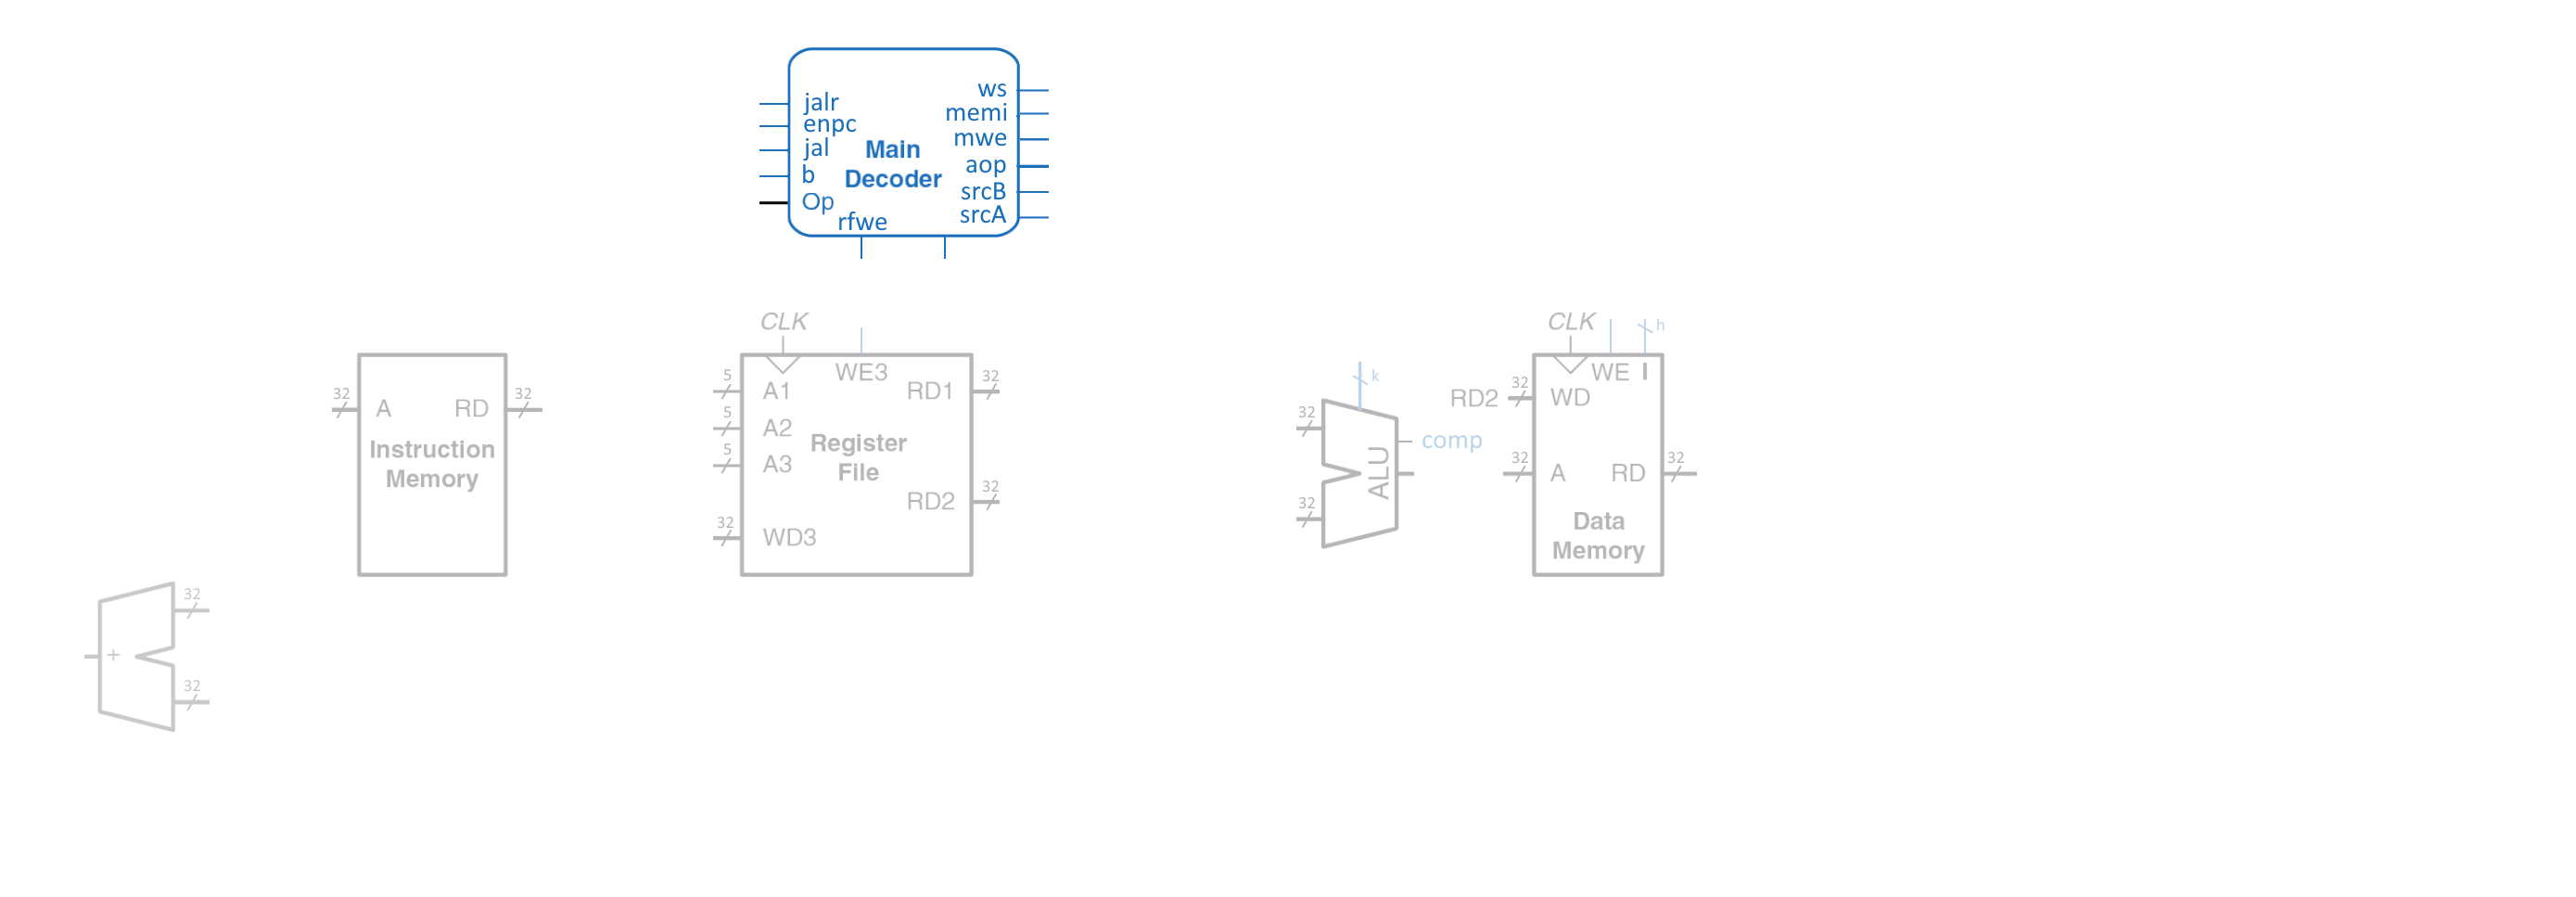 jalr
enpc
jal
b
Op
rfwe
Main
Decoder
ws
memi
mwe
aop
srcB
srcA
32
A
RD
32
Instruction
Memory
CLK
WE3
5
A1
5
A2
5
A3
32
WD3
RD1
32
Register
File
RD2
32
k
32
32
ALU
comp
CLK
h
WE I
RD2
32
WD
32
A
RD
32
Data
Memory
32
+
32